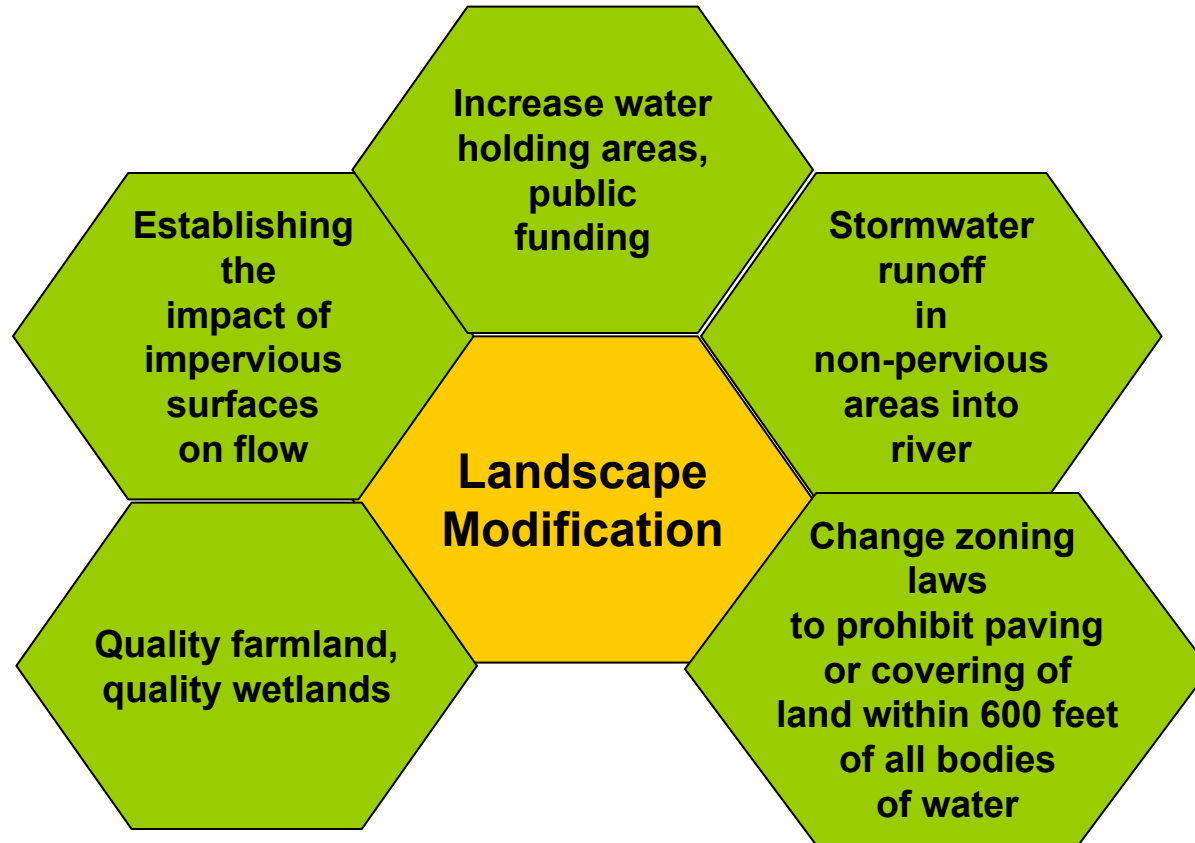 Increase water
holding areas,
public
funding
Establishing
the
impact of
impervious
surfaces
on flow
Stormwater
runoff
in
non-pervious
areas into
river
Landscape
Modification
Quality farmland,
quality wetlands
Change zoning
laws
to prohibit paving
or covering of
land within 600 feet
of all bodies
of water